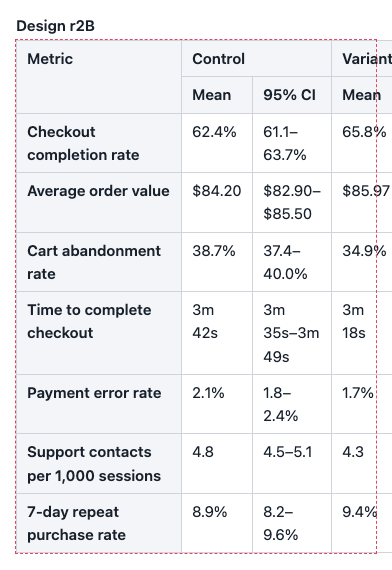 Design r2B
Metric Control Variant
Mean 95% CI Mean
Checkout 62.4% 61.1– 65.8%
completion rate 63.7%
Average order value $84.20 $82.90– $85.97
$85.50
Cart abandonment 38.7% 37.4– 34.9%
rate 40.0%
Time to complete 3m 3m 3m
checkout 42s 35s–3m 18s
49s
Payment error rate 2.1% 1.8– 1.7%
2.4%
Support contacts 4.8 4.5–5.1 4.3
per 1,000 sessions
7-day repeat 8.9% 8.2– 9.4%
purchase rate 9.6%